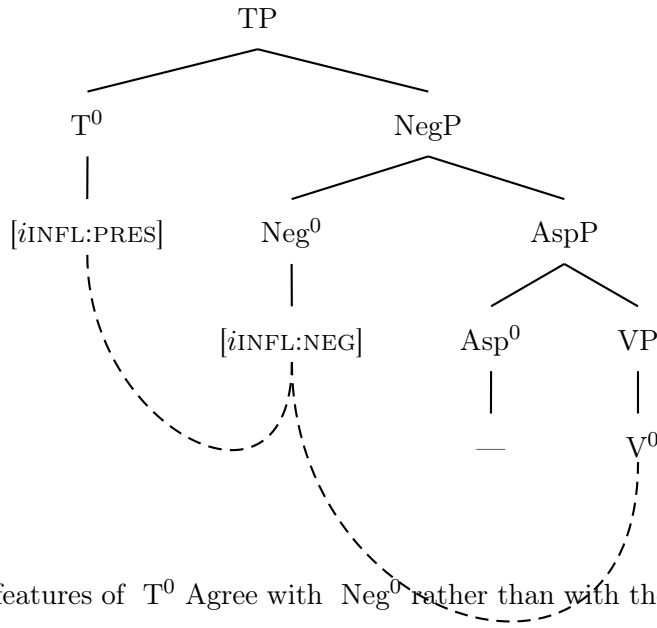 TP
T⁰ NegP
[iINFL:PRES] Neg⁰ AspP
[iINFL:NEG] Asp⁰ VP
— V⁰
features of T⁰ Agree with Neg⁰ rather than with th